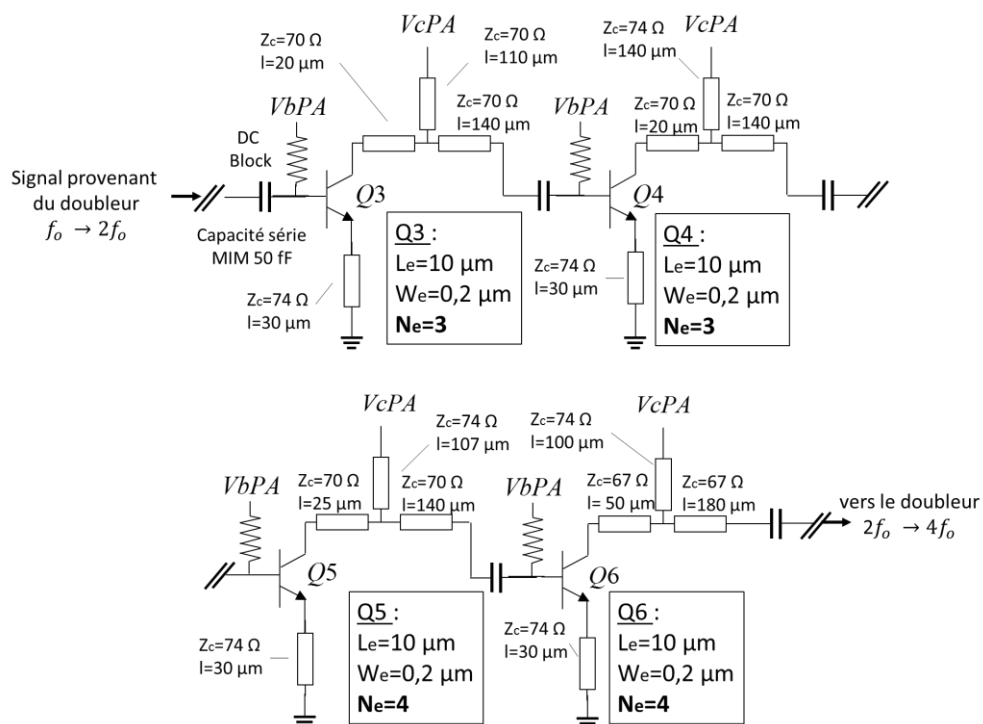 Zc=70 Ω
l=20 µm
VcPA
Zc=70 Ω
l=110 µm
Zc=74 Ω
l=140 µm
VcPA
VbPA
Zc=70 Ω
l=140 µm
VbPA
Zc=70 Ω
l=20 µm
Zc=70 Ω
l=140 µm
DC
Block
Signal provenant
du doubleur
fo → 2fo
Q3
Q4
Capacité série
MIM 50 fF
Zc=74 Ω
l=30 µm
Q3 :
Le=10 µm
We=0,2 µm
Ne=3
Zc=74 Ω
l=30 µm
Q4 :
Le=10 µm
We=0,2 µm
Ne=3
VcPA
Zc=74 Ω
l=107 µm
Zc=74 Ω
l=100 µm
VcPA
VbPA
Zc=70 Ω
l=25 µm
Zc=70 Ω
l=140 µm
VbPA
Zc=67 Ω
l= 50 µm
Zc=67 Ω
l=180 µm
vers le doubleur
2fo → 4fo
Q5
Q6
Zc=74 Ω
l=30 µm
Q5 :
Le=10 µm
We=0,2 µm
Ne=4
Zc=74 Ω
l=30 µm
Q6 :
Le=10 µm
We=0,2 µm
Ne=4